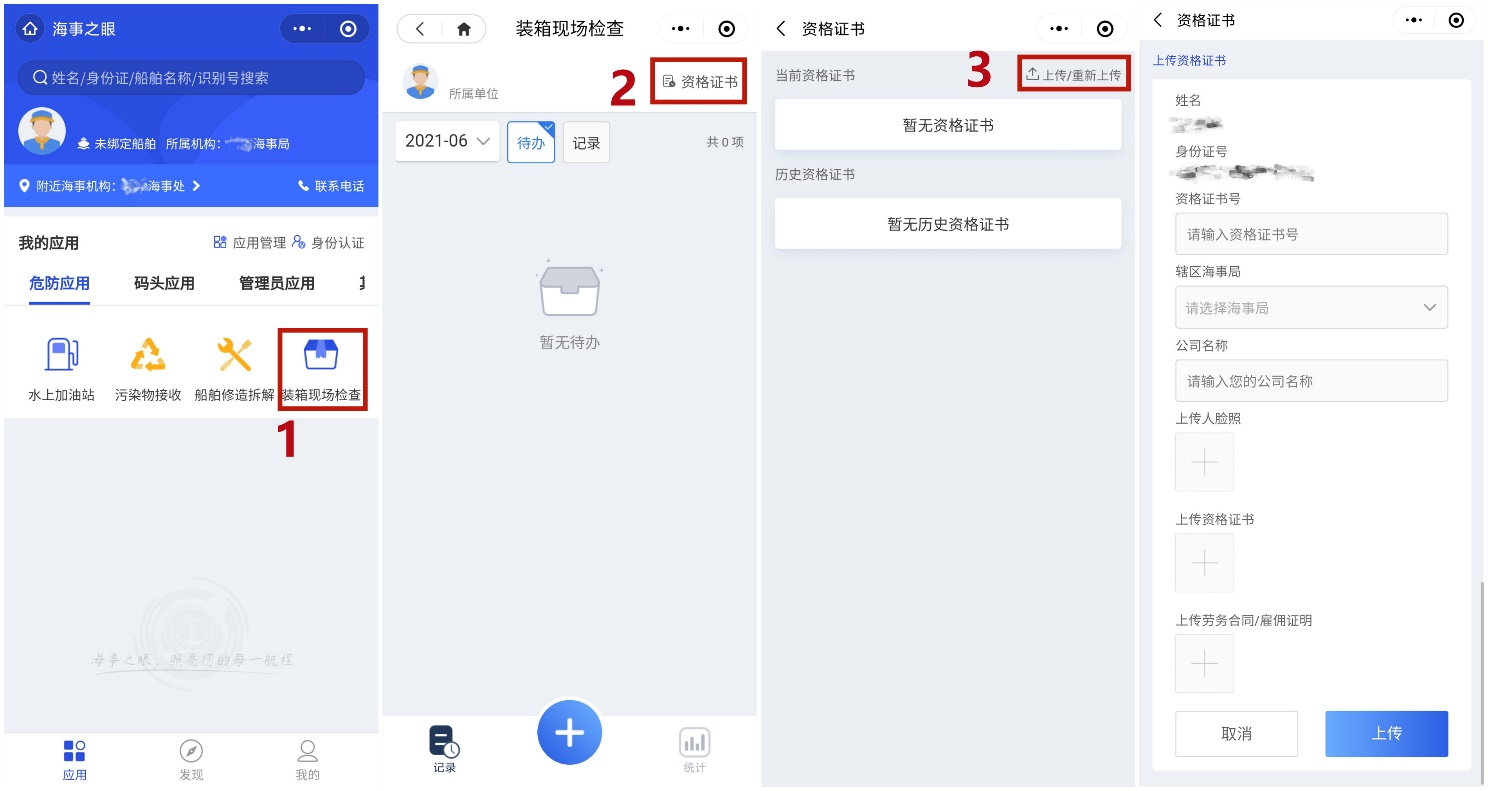 海事之眼
姓名/身份证/船舶名称/识别号搜索
未绑定船舶 所属机构: 海事局
附近海事机构: 海事处
联系电话
我的应用
应用管理 身份认证
危防应用 码头应用 管理员应用
水上加油站 污染物接收 船舶修造拆解 装箱现场检查
1
海事之眼,照亮您的每一航程
应用 发现 我的
装箱现场检查
所属单位
2
资格证书
2021-06
待办
记录
共 0 项
暂无待办
记录
统计
资格证书
当前资格证书
3
上传/重新上传
暂无资格证书
历史资格证书
暂无历史资格证书
资格证书
上传资格证书
姓名
身份证号
资格证书号
请输入资格证书号
辖区海事局
请选择海事局
公司名称
请输入您的公司名称
上传人脸照
上传资格证书
上传劳务合同/雇佣证明
取消
上传